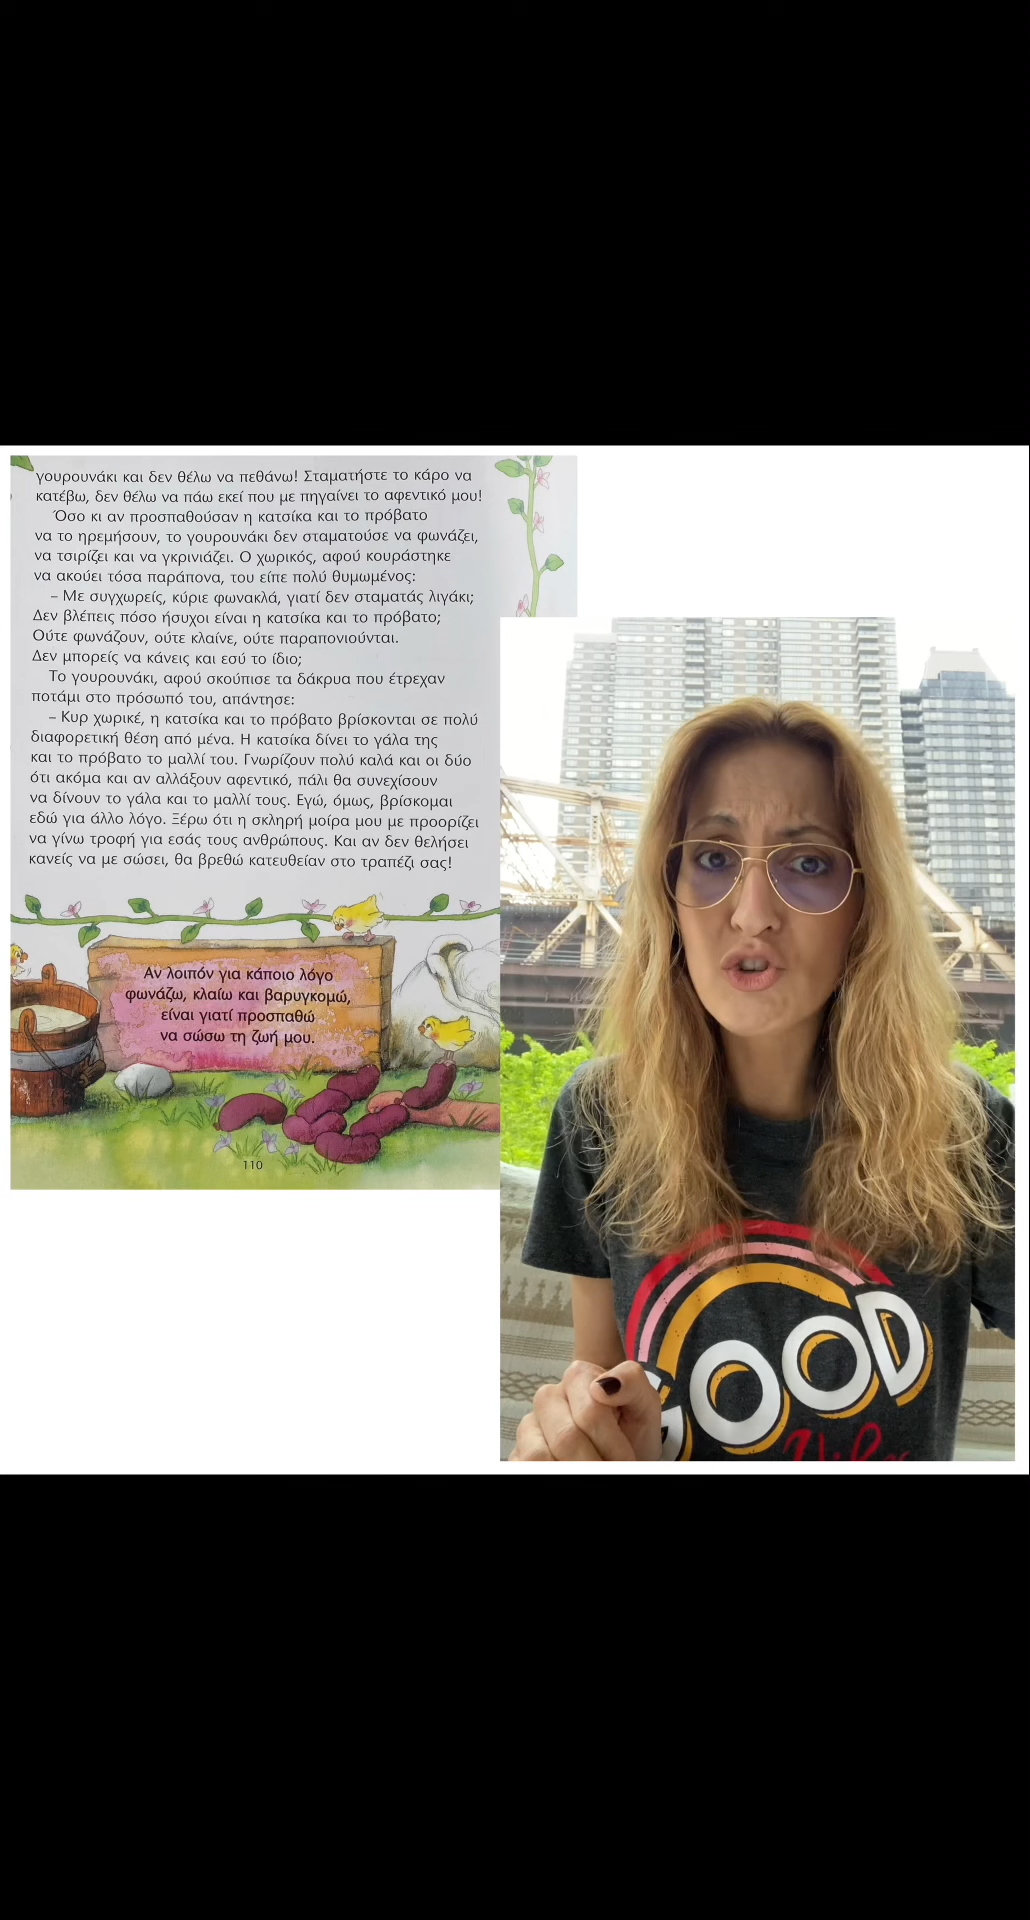 γουρουνάκι και δεν θέλω να πεθάνω! Σταματήστε το κάρο να
κατέβω, δεν θέλω να πάω εκεί που με πηγαίνει το αφεντικό μου!
Όσο κι αν προσπαθούσαν η κατσίκα και το πρόβατο
να το ηρεμήσουν, το γουρουνάκι δεν σταματούσε να φωνάζει,
να τσιρίζει και να γκρινιάζει. Ο χωρικός, αφού κουράστηκε
να ακούει τόσα παράπονα, του είπε πολύ θυμωμένος:
– Με συγχωρείς, κύριε φωνακλά, γιατί δεν σταματάς λιγάκι;
Δεν βλέπεις πόσο ήσυχοι είναι η κατσίκα και το πρόβατο;
Ούτε φωνάζουν, ούτε κλαίνε, ούτε παραπονιούνται.
Δεν μπορείς να κάνεις και εσύ το ίδιο;
Το γουρουνάκι, αφού σκούπισε τα δάκρυα που έτρεχαν
ποτάμι στο πρόσωπό του, απάντησε:
– Κυρ χωρικέ, η κατσίκα και το πρόβατο βρίσκονται σε πολύ
διαφορετική θέση από μένα. Η κατσίκα δίνει το γάλα της
και το πρόβατο το μαλλί του. Γνωρίζουν πολύ καλά και οι δύο
ότι ακόμα και αν αλλάξουν αφεντικό, πάλι θα συνεχίσουν
να δίνουν το γάλα και το μαλλί τους. Εγώ, όμως, βρίσκομαι
εδώ για άλλο λόγο. Ξέρω ότι η σκληρή μοίρα μου με προορίζει
να γίνω τροφή για εσάς τους ανθρώπους. Και αν δεν θελήσει
κανείς να με σώσει, θα βρεθώ κατευθείαν στο τραπέζι σας!
Αν λοιπόν για κάποιο λόγο
φωνάζω, κλαίω και βαρυγκομώ,
είναι γιατί προσπαθώ
να σώσω τη ζωή μου.
110
GOOD